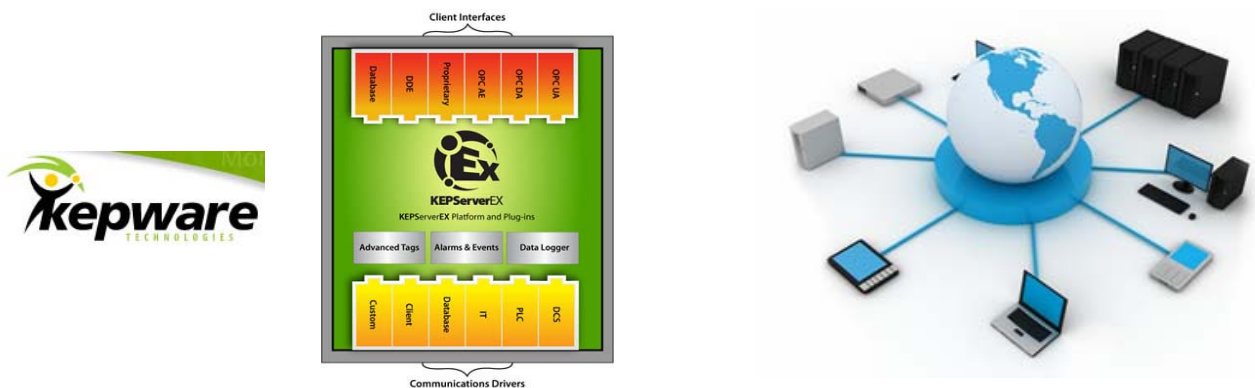 Client Interfaces
Database
DDE
Proprietary
OPC AE
OPC DA
OPC UA
kepware
TECHNOLOGIES
Ex
KEPServerEX
KEPServerEX Platform and Plug-ins
Advanced Tags
Alarms & Events
Data Logger
Custom
Client
Database
IT
PLC
DCS
Communications Drivers